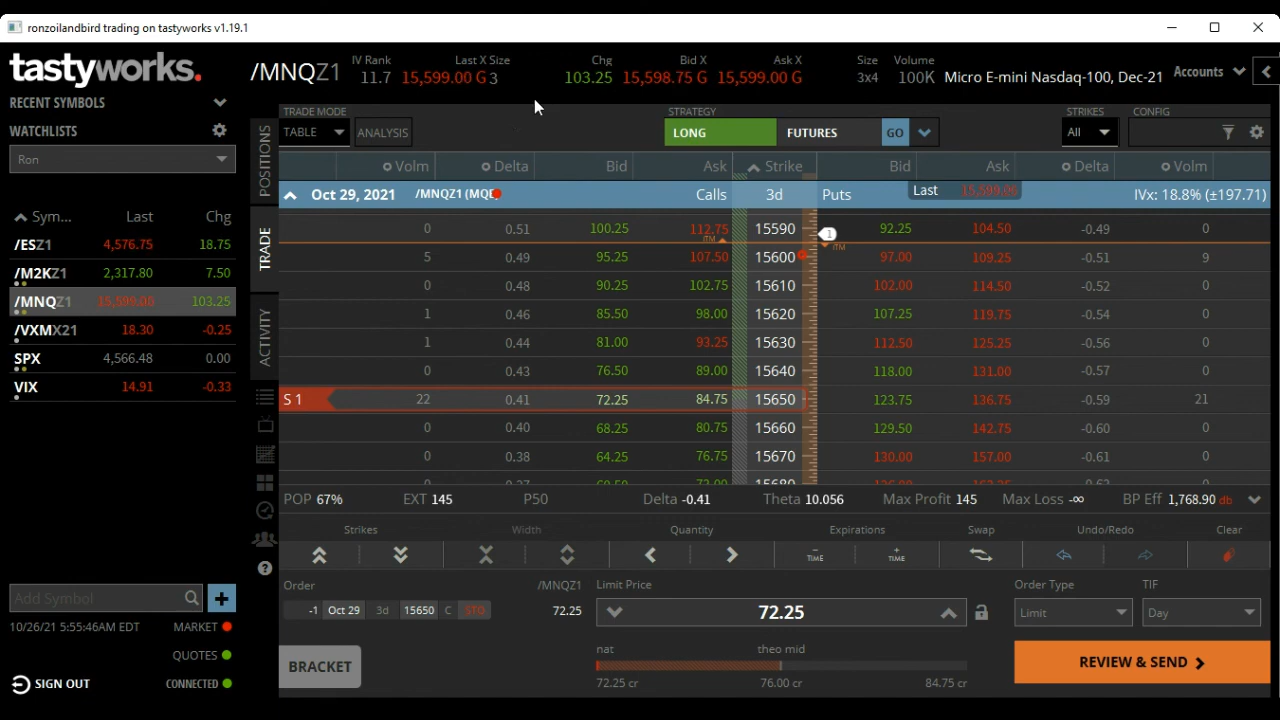 ronzoilandbird trading on tastyworks v1.19.1
tastyworks.
/MNQZ1
IV Rank Last X Size Chg Bid X Ask X Size Volume
11.7 15,599.00 G 3 103.25 15,598.75 G 15,599.00 G 3x4 100K Micro E-mini Nasdaq-100, Dec-21 Accounts
RECENT SYMBOLS
WATCHLISTS
Ron
Sym... Last Chg
/ESZ1 4,576.75 18.75
/M2KZ1 2,317.80 7.50
/MNQZ1 15,599.00 103.25
/VXMX21 18.30 -0.25
SPX 4,566.48 0.00
VIX 14.91 -0.33
Add Symbol
10/26/21 5:55:46AM EDT MARKET
QUOTES
SIGN OUT CONNECTED
POSITIONS
TRADE
ACTIVITY
TRADE MODE STRATEGY STRIKES CONFIG
TABLE ANALYSIS LONG FUTURES GO All
Volm Delta Bid Ask Strike Bid Ask Delta Volm
Oct 29, 2021 /MNQZ1 Calls 3d Puts Last 15,599.00 IVx: 18.8% (±197.71)
0 0.51 100.25 112.75 15590 1 92.25 104.50 -0.49 0
ITM ITM
5 0.49 95.25 107.50 15600 97.00 109.25 -0.51 9
0 0.48 90.25 102.75 15610 102.00 114.50 -0.52 0
1 0.46 85.50 98.00 15620 107.25 119.75 -0.54 0
1 0.44 81.00 93.25 15630 112.50 125.25 -0.56 0
0 0.43 76.50 89.00 15640 118.00 131.00 -0.57 0
S 1 22 0.41 72.25 84.75 15650 123.75 136.75 -0.59 21
0 0.40 68.25 80.75 15660 129.50 142.75 -0.60 0
0 0.38 64.25 76.75 15670 130.00 157.00 -0.61 0
15680
POP 67% EXT 145 P50 Delta -0.41 Theta 10.056 Max Profit 145 Max Loss -∞ BP Eff 1,768.90 db
Strikes Width Quantity Expirations Swap Undo/Redo Clear
− TIME + TIME
Order /MNQZ1 Limit Price Order Type TIF
-1 Oct 29 3d 15650 C STO 72.25 72.25 Limit Day
BRACKET
nat theo mid
72.25 cr 76.00 cr 84.75 cr
REVIEW & SEND